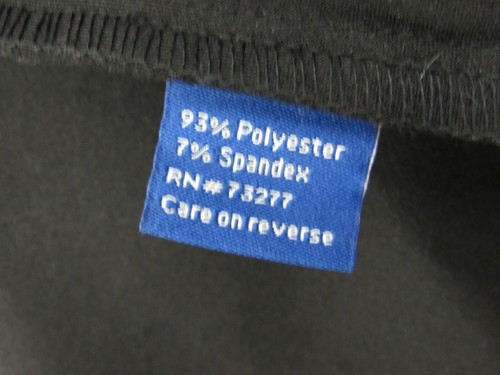 93% Polyester
7% Spandex
RN# 73277
Care on reverse